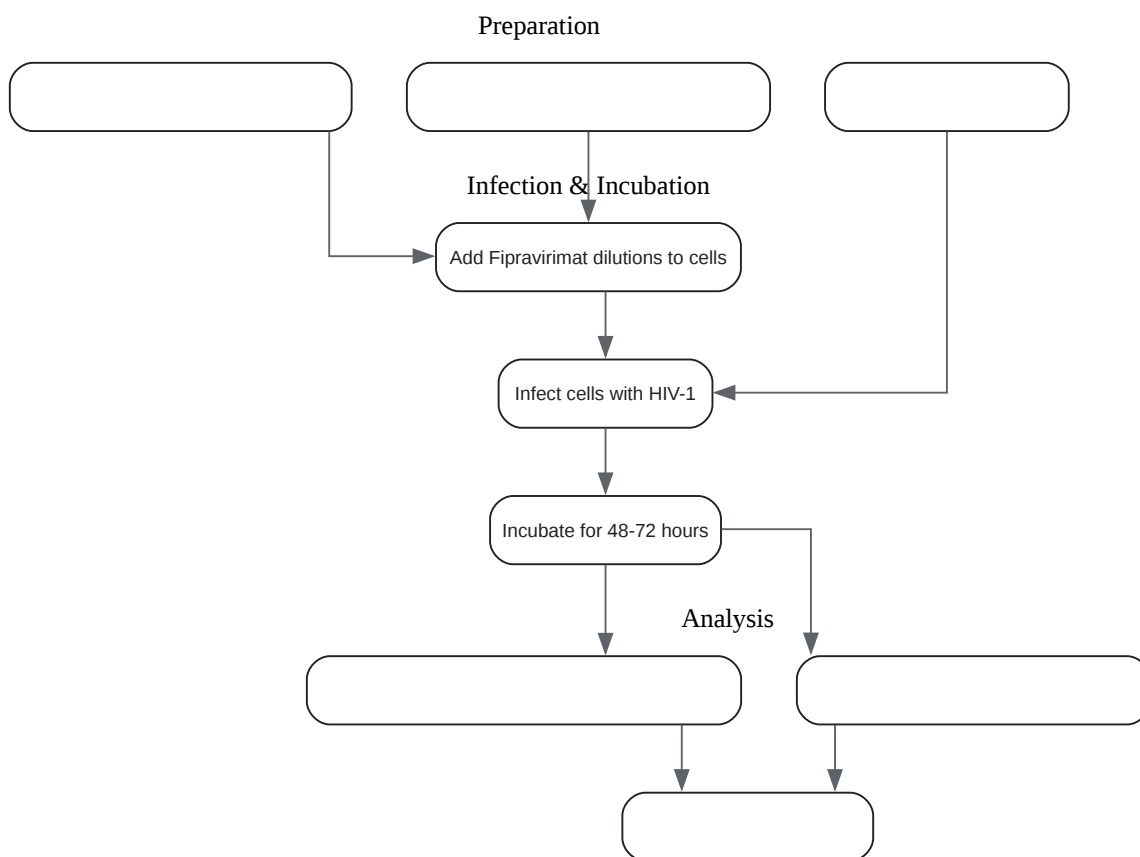 Preparation
Infection & Incubation
Add Fipravirimat dilutions to cells
Infect cells with HIV-1
Incubate for 48-72 hours
Analysis